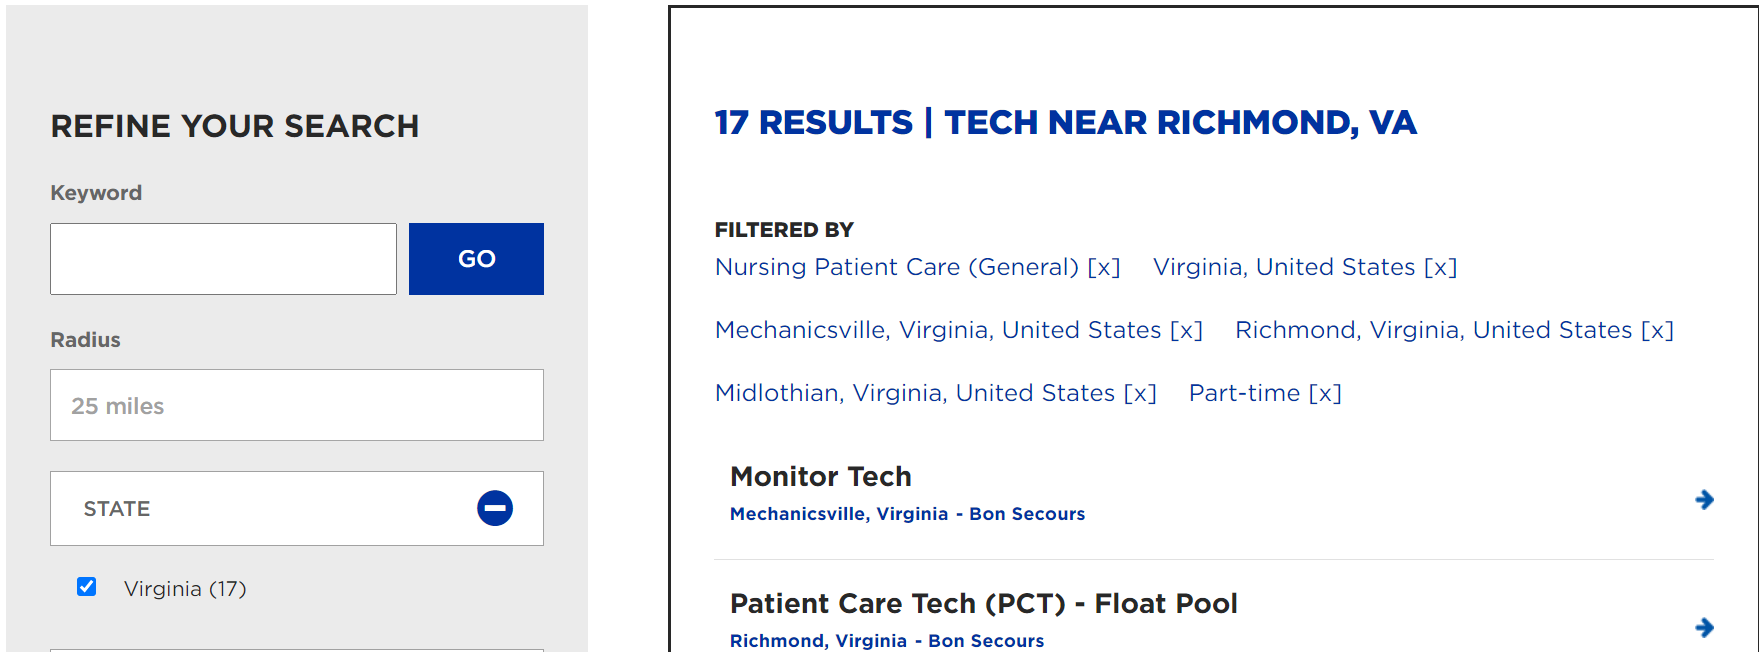 REFINE YOUR SEARCH
Keyword
GO
Radius
25 miles
STATE
Virginia (17)
17 RESULTS | TECH NEAR RICHMOND, VA
FILTERED BY
Nursing Patient Care (General) [x] Virginia, United States [x]
Mechanicsville, Virginia, United States [x] Richmond, Virginia, United States [x]
Midlothian, Virginia, United States [x] Part-time [x]
Monitor Tech
Mechanicsville, Virginia - Bon Secours
Patient Care Tech (PCT) - Float Pool
Richmond, Virginia - Bon Secours